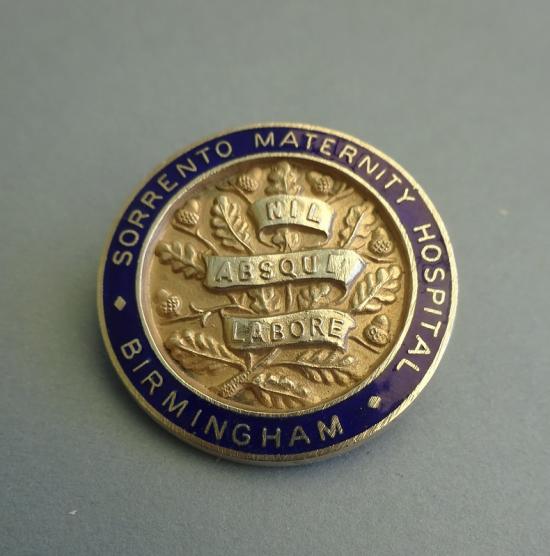 SORRENTO MATERNITY HOSPITAL
BIRMINGHAM
NIL
ABSQUE
LABORE